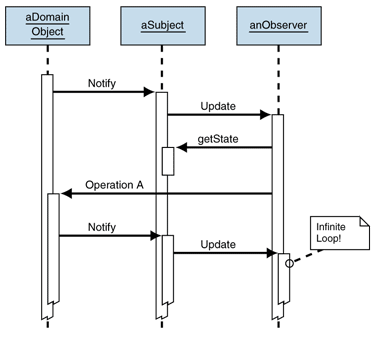 aDomain
Object
aSubject
anObserver
Notify
Update
getState
Operation A
Notify
Update
Infinite
Loop!